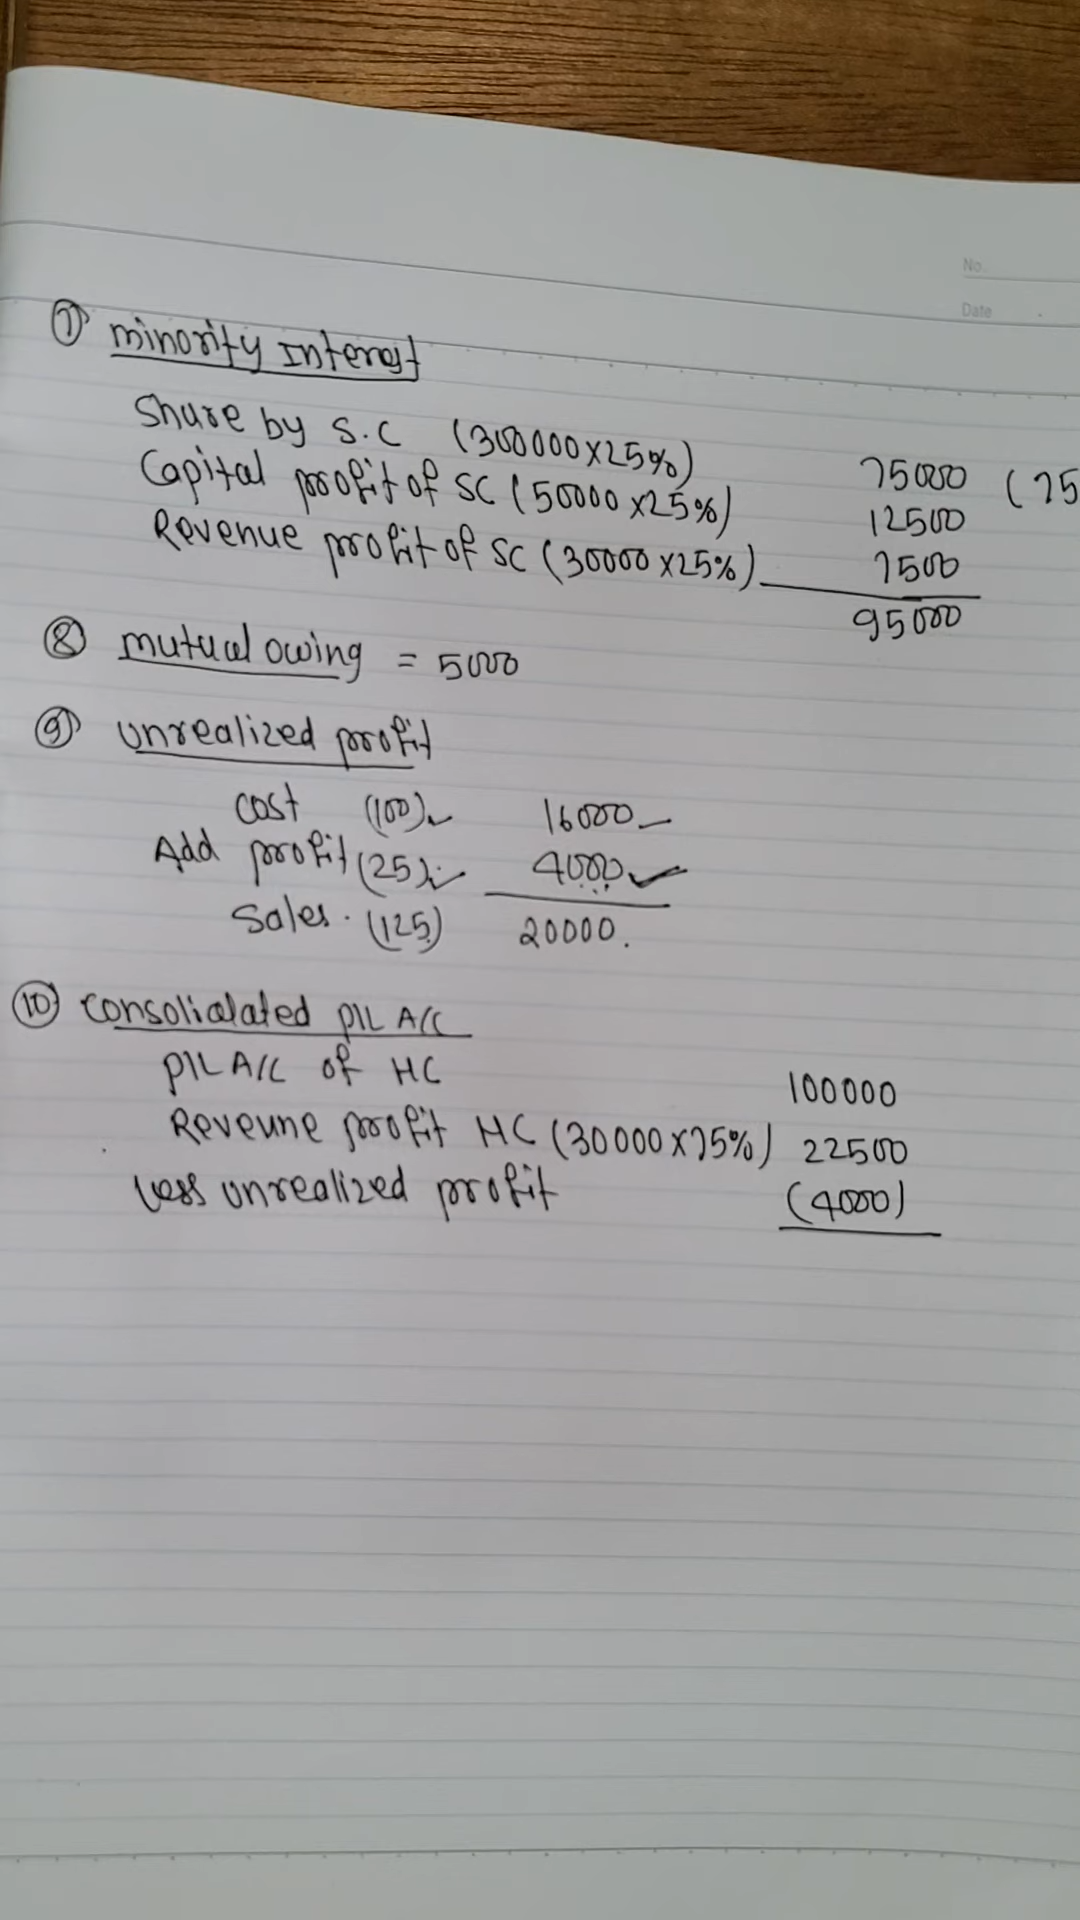 No.
Date
⑦ minority Interest
Share by S.C (300000x25%) 75000 (75
Capital profit of SC (50000x25%) 12500
Revenue profit of SC (30000x25%) 7500
95000
⑧ mutual owing = 5000
⑨ unrealized profit
cost (100) 16000
Add profit (25) 4000
Sales. (125) 20000.
⑩ consolialated P/L A/C
P/L A/C of HC 100000
Reveune profit HC (30000x75%) 22500
Less unrealized profit (4000)